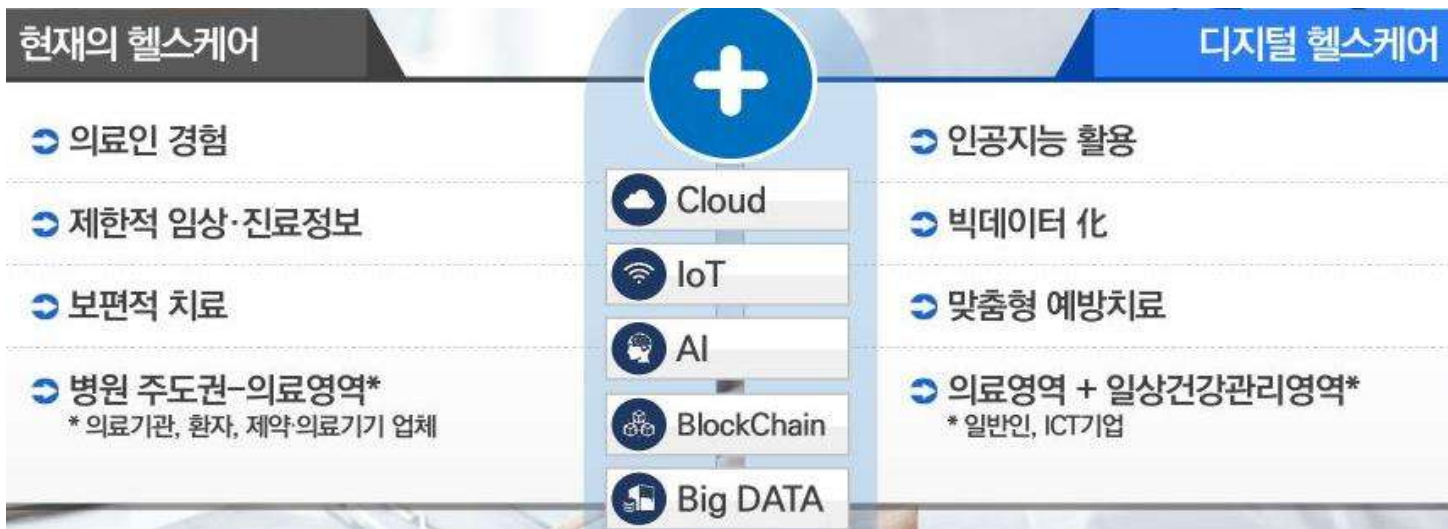 현재의 헬스케어
의료인 경험
제한적 임상·진료정보
보편적 치료
병원 주도권-의료영역*
* 의료기관, 환자, 제약·의료기기 업체
Cloud
IoT
AI
BlockChain
Big DATA
디지털 헬스케어
인공지능 활용
빅데이터 化
맞춤형 예방치료
의료영역 + 일상건강관리영역*
* 일반인, ICT기업